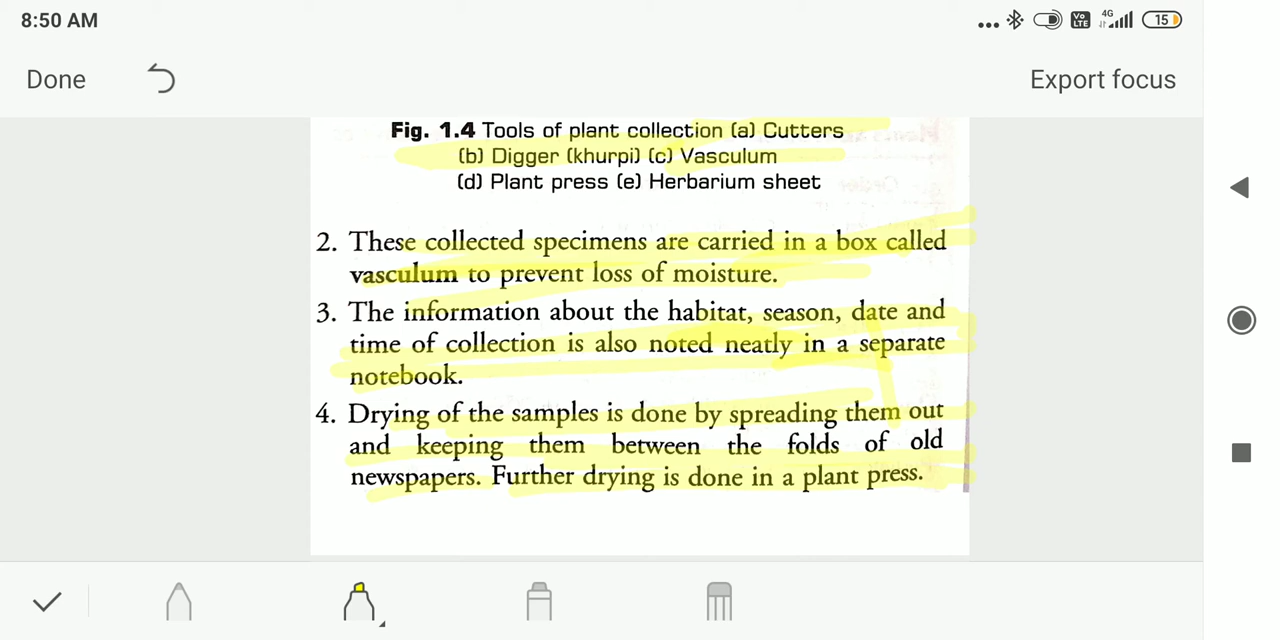 8:50 AM
4G
Vo
LTE
15
Done
Export focus
Fig. 1.4 Tools of plant collection (a) Cutters
(b) Digger (khurpi) (c) Vasculum
(d) Plant press (e) Herbarium sheet
2. These collected specimens are carried in a box called
vasculum to prevent loss of moisture.
3. The information about the habitat, season, date and
time of collection is also noted neatly in a separate
notebook.
4. Drying of the samples is done by spreading them out
and keeping them between the folds of old
newspapers. Further drying is done in a plant press.